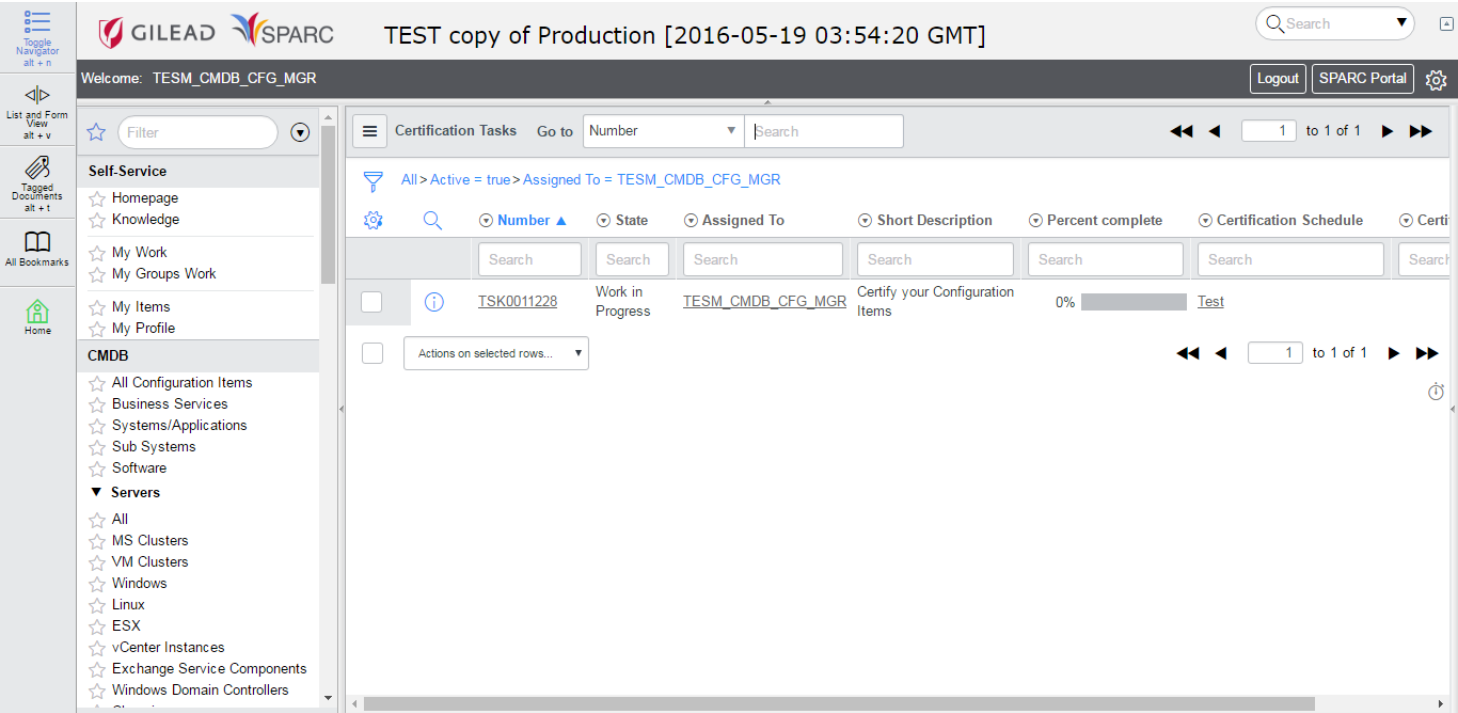 Toggle
Navigator
alt + n
List and Form
View
alt + v
Tagged
Documents
alt + t
All Bookmarks
Home
GILEAD SPARC
TEST copy of Production [2016-05-19 03:54:20 GMT]
Search
Welcome: TESM_CMDB_CFG_MGR
Logout
SPARC Portal
Filter
Self-Service
Homepage
Knowledge
My Work
My Groups Work
My Items
My Profile
CMDB
All Configuration Items
Business Services
Systems/Applications
Sub Systems
Software
Servers
All
MS Clusters
VM Clusters
Windows
Linux
ESX
vCenter Instances
Exchange Service Components
Windows Domain Controllers
Certification Tasks Go to Number Search 1 to 1 of 1
All > Active = true > Assigned To = TESM_CMDB_CFG_MGR
Number State Assigned To Short Description Percent complete Certification Schedule Certi
Search Search Search Search Search Search Search
TSK0011228 Work in Progress TESM_CMDB_CFG_MGR Certify your Configuration Items 0% Test
Actions on selected rows... 1 to 1 of 1